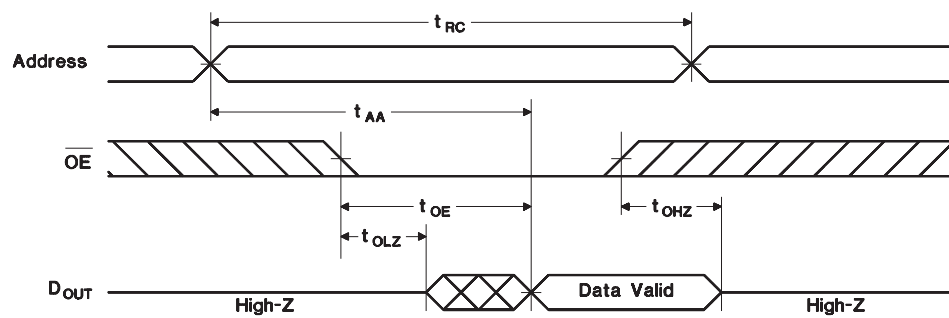 t RC
Address
t AA
OE
t OE
t OHZ
t OLZ
DOUT
Data Valid
High-Z
High-Z